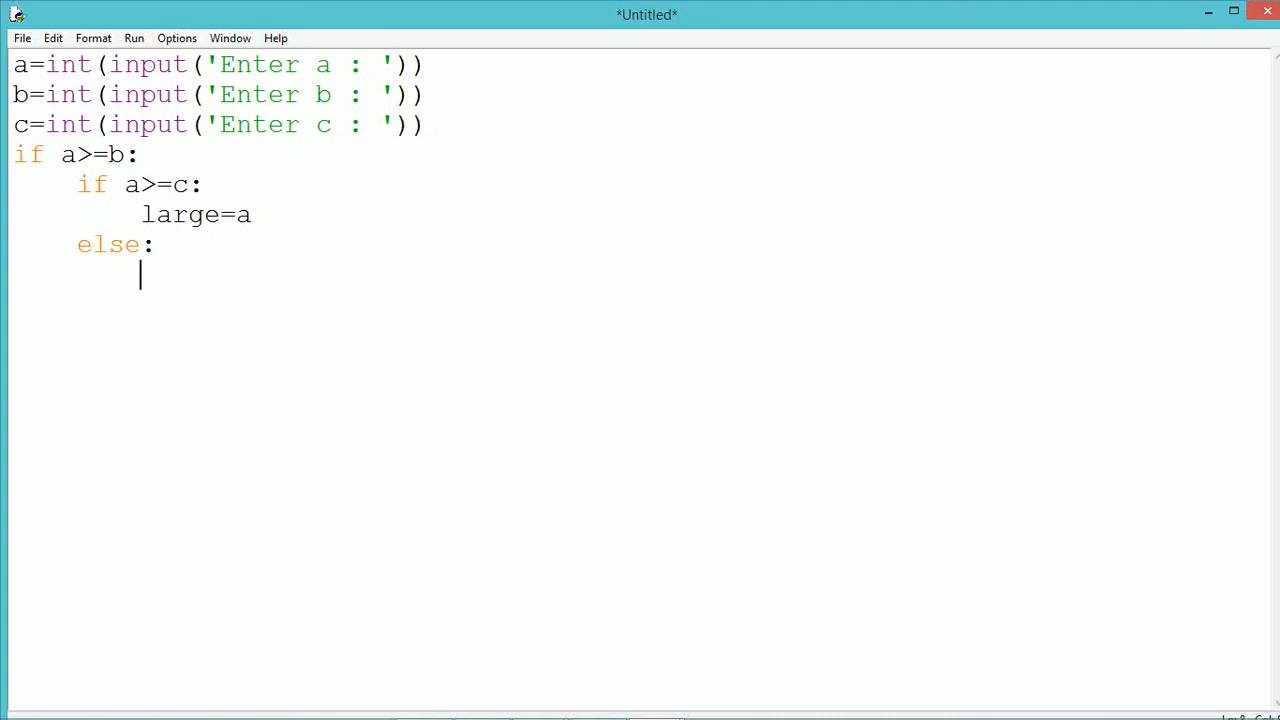 *Untitled*
File Edit Format Run Options Window Help
a=int(input('Enter a : '))
b=int(input('Enter b : '))
c=int(input('Enter c : '))
if a>=b:
    if a>=c:
        large=a
    else: